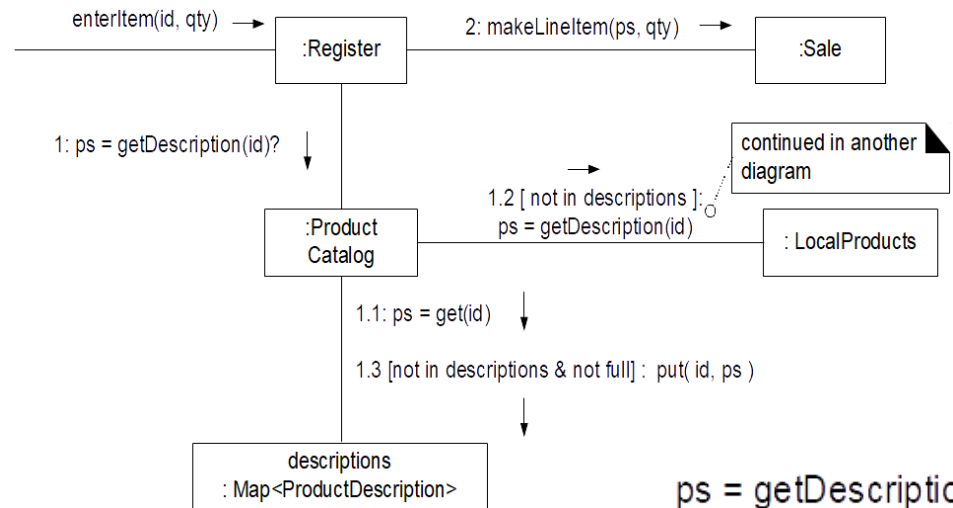 enterItem(id, qty)
2: makeLineItem(ps, qty)
:Register
:Sale
1: ps = getDescription(id)?
continued in another
diagram
1.2 [ not in descriptions ]:
ps = getDescription(id)
:Product
Catalog
: LocalProducts
1.1: ps = get(id)
1.3 [not in descriptions & not full] : put( id, ps )
descriptions
: Map<ProductDescription>
ps =